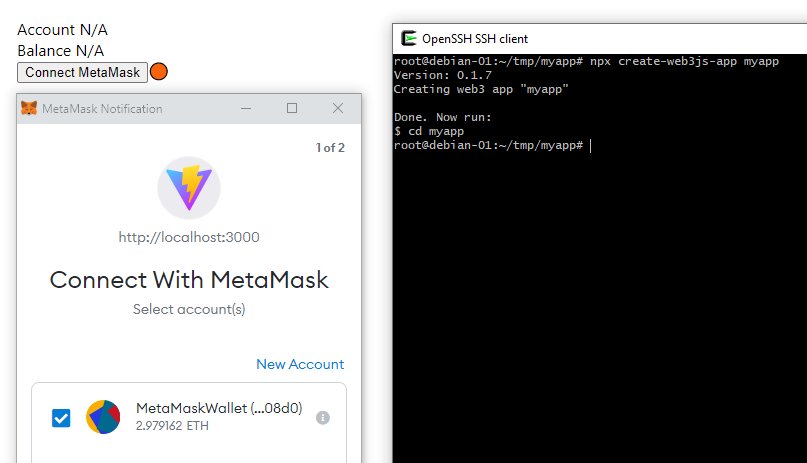 Account N/A
Balance N/A
Connect MetaMask
MetaMask Notification
1 of 2
http://localhost:3000
Connect With MetaMask
Select account(s)
New Account
MetaMaskWallet (...08d0)
2.979162 ETH
OpenSSH SSH client
root@debian-01:~/tmp/myapp# npx create-web3js-app myapp
Version: 0.1.7
Creating web3 app "myapp"
Done. Now run:
$ cd myapp
root@debian-01:~/tmp/myapp#